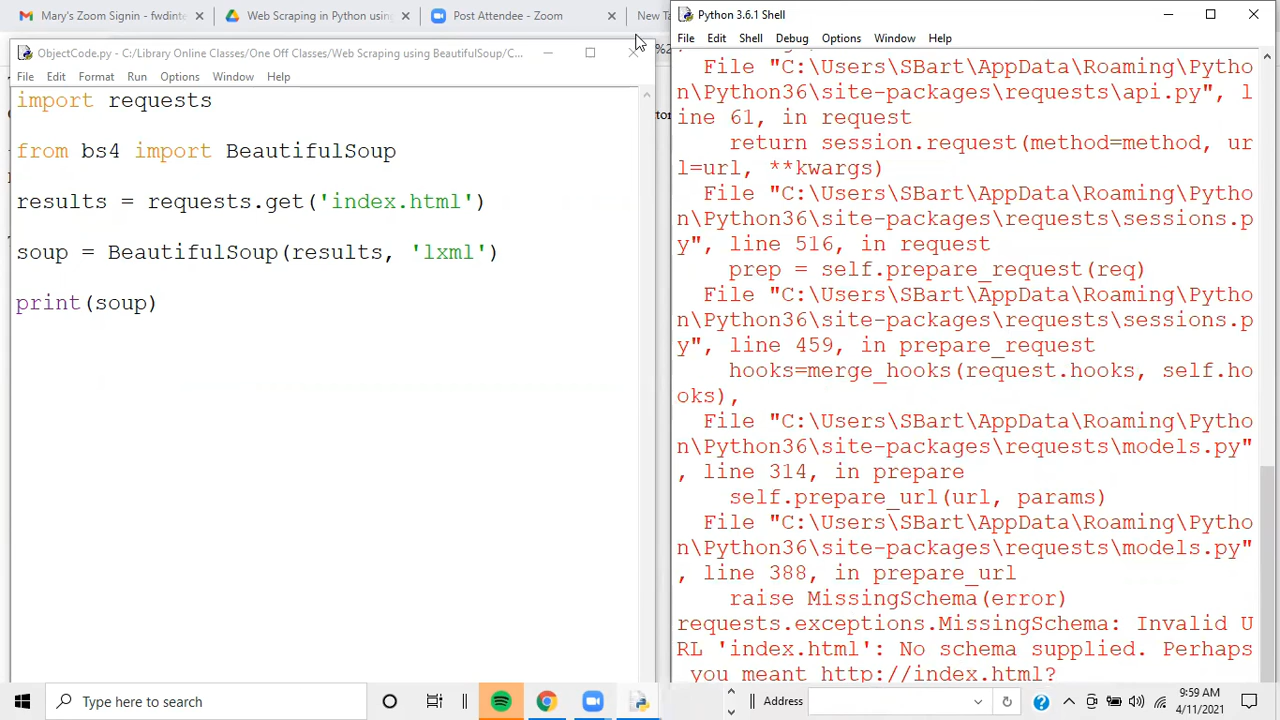 Mary's Zoom Signin - fwdinte
Web Scraping in Python using
Post Attendee - Zoom
New Ta
ObjectCode.py - C:/Library Online Classes/One Off Classes/Web Scraping using BeautifulSoup/C...
File Edit Format Run Options Window Help
import requests
from bs4 import BeautifulSoup
results = requests.get('index.html')
soup = BeautifulSoup(results, 'lxml')
print(soup)
Python 3.6.1 Shell
File Edit Shell Debug Options Window Help
File "C:\Users\SBart\AppData\Roaming\Pytho
n\Python36\site-packages\requests\api.py", l
ine 61, in request
return session.request(method=method, ur
l=url, **kwargs)
File "C:\Users\SBart\AppData\Roaming\Pytho
n\Python36\site-packages\requests\sessions.p
y", line 516, in request
prep = self.prepare_request(req)
File "C:\Users\SBart\AppData\Roaming\Pytho
n\Python36\site-packages\requests\sessions.p
y", line 459, in prepare_request
hooks=merge_hooks(request.hooks, self.ho
oks),
File "C:\Users\SBart\AppData\Roaming\Pytho
n\Python36\site-packages\requests\models.py"
, line 314, in prepare
self.prepare_url(url, params)
File "C:\Users\SBart\AppData\Roaming\Pytho
n\Python36\site-packages\requests\models.py"
, line 388, in prepare_url
raise MissingSchema(error)
requests.exceptions.MissingSchema: Invalid U
RL 'index.html': No schema supplied. Perhaps
you meant http://index.html?
Type here to search
Address
9:59 AM
4/11/2021